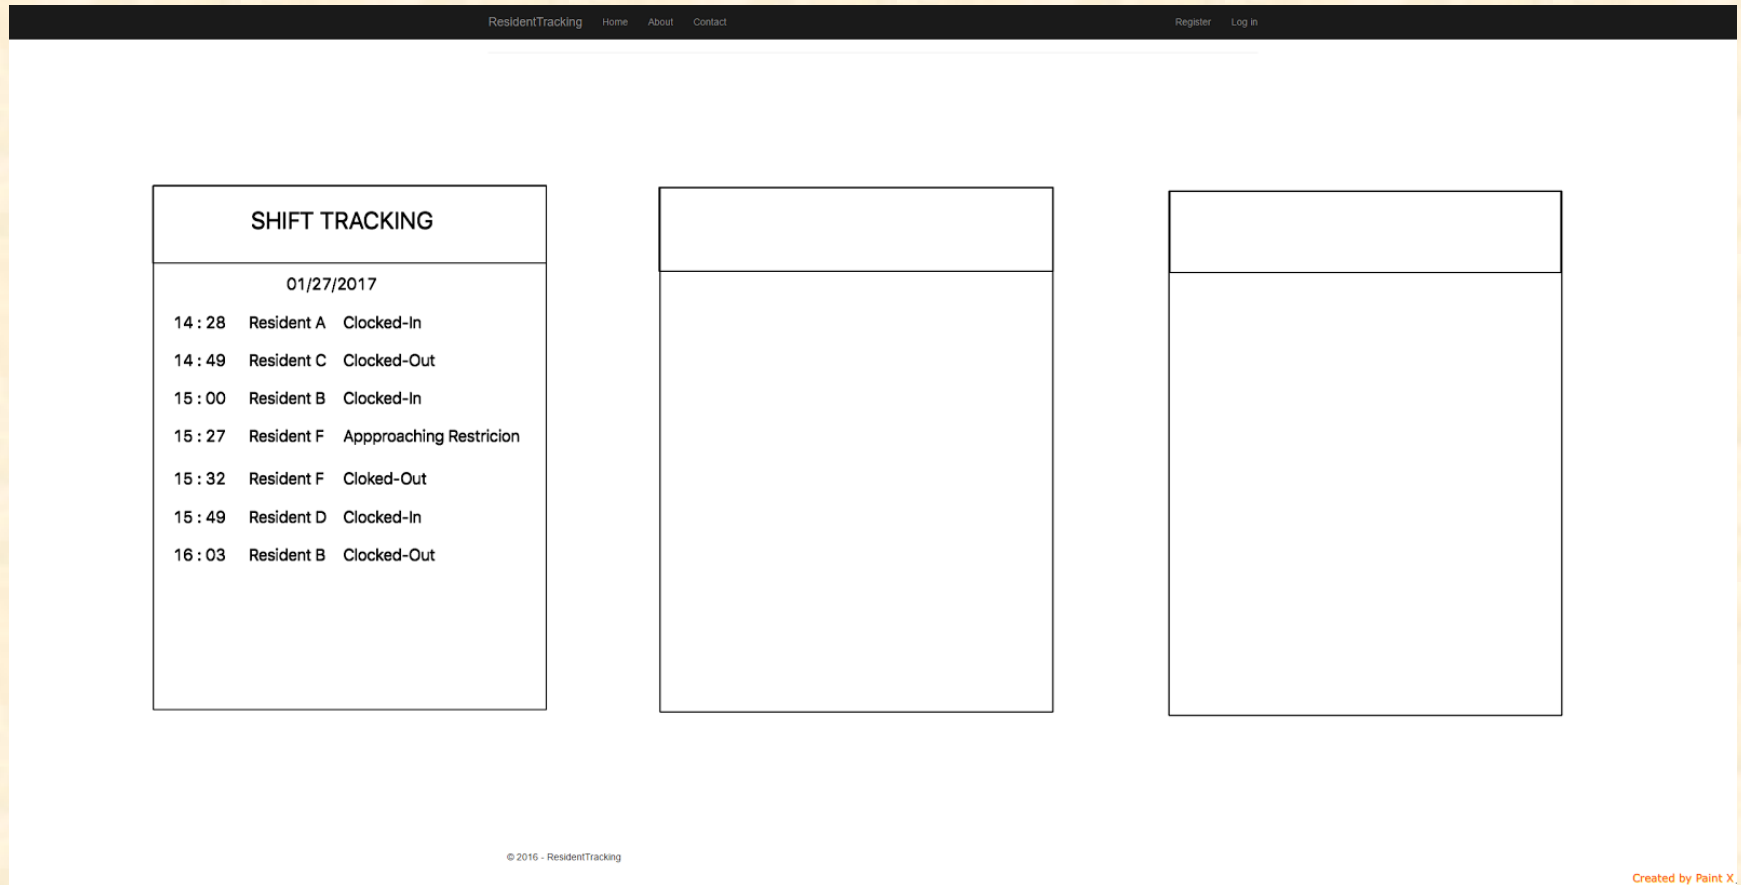 ResidentTracking Home About Contact Register Log in
SHIFT TRACKING
01/27/2017
14 : 28 Resident A Clocked-In
14 : 49 Resident C Clocked-Out
15 : 00 Resident B Clocked-In
15 : 27 Resident F Appproaching Restricion
15 : 32 Resident F Cloked-Out
15 : 49 Resident D Clocked-In
16 : 03 Resident B Clocked-Out
© 2016 - ResidentTracking
Created by Paint X